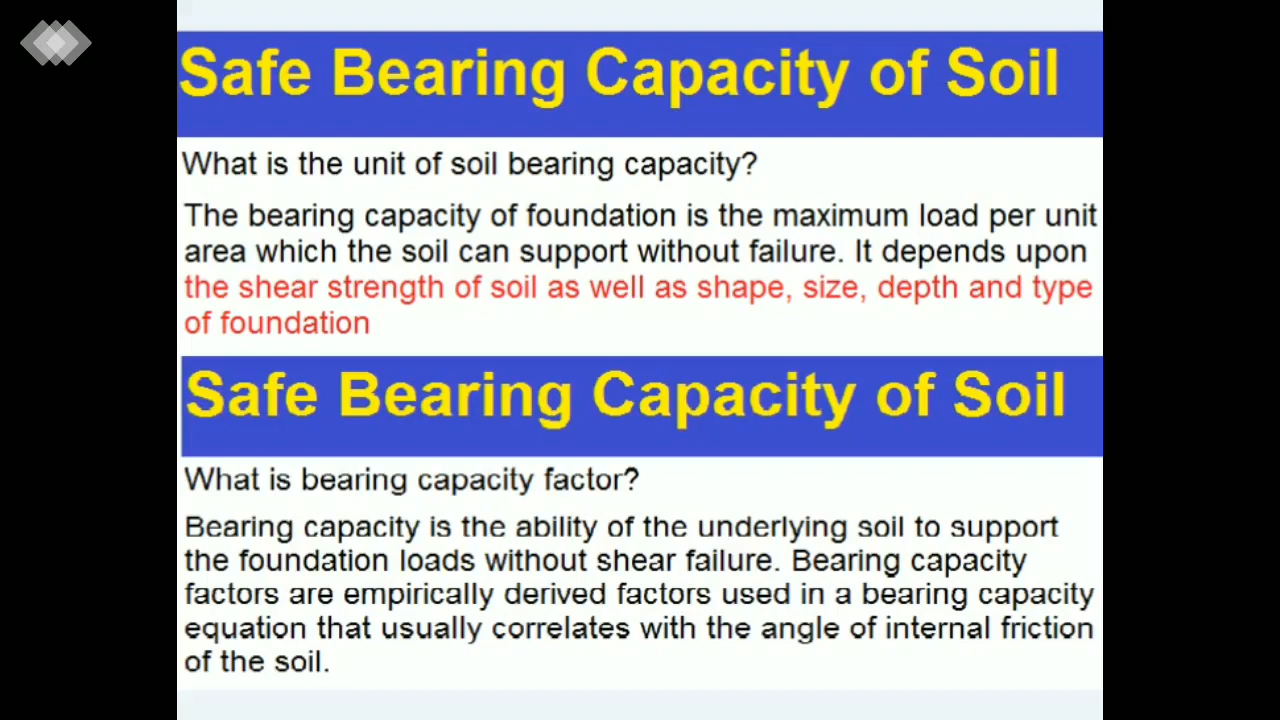 Safe Bearing Capacity of Soil
What is the unit of soil bearing capacity?
The bearing capacity of foundation is the maximum load per unit
area which the soil can support without failure. It depends upon
the shear strength of soil as well as shape, size, depth and type
of foundation
Safe Bearing Capacity of Soil
What is bearing capacity factor?
Bearing capacity is the ability of the underlying soil to support
the foundation loads without shear failure. Bearing capacity
factors are empirically derived factors used in a bearing capacity
equation that usually correlates with the angle of internal friction
of the soil.